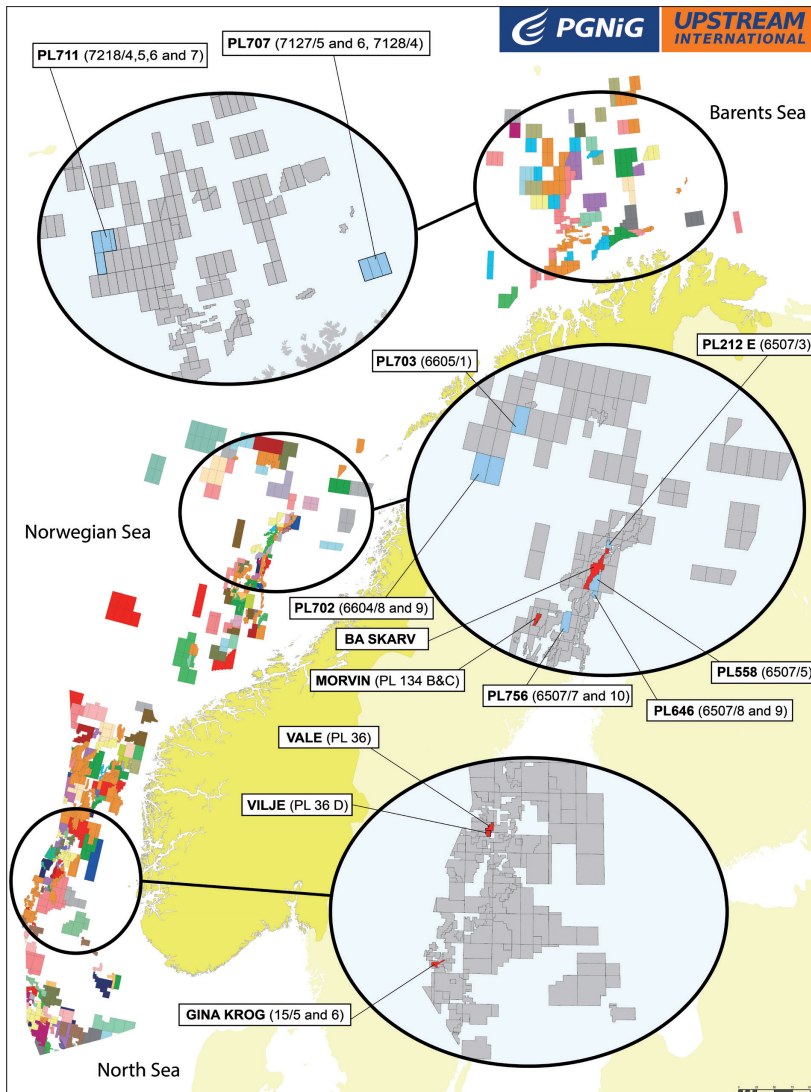 PGNiG
UPSTREAM
INTERNATIONAL
PL711 (7218/4,5,6 and 7)
PL707 (7127/5 and 6, 7128/4)
Barents Sea
PL212 E (6507/3)
PL703 (6605/1)
Norwegian Sea
PL702 (6604/8 and 9)
BA SKARV
MORVIN (PL 134 B&C)
PL558 (6507/5)
PL756 (6507/7 and 10)
PL646 (6507/8 and 9)
VALE (PL 36)
VILJE (PL 36 D)
GINA KROG (15/5 and 6)
North Sea